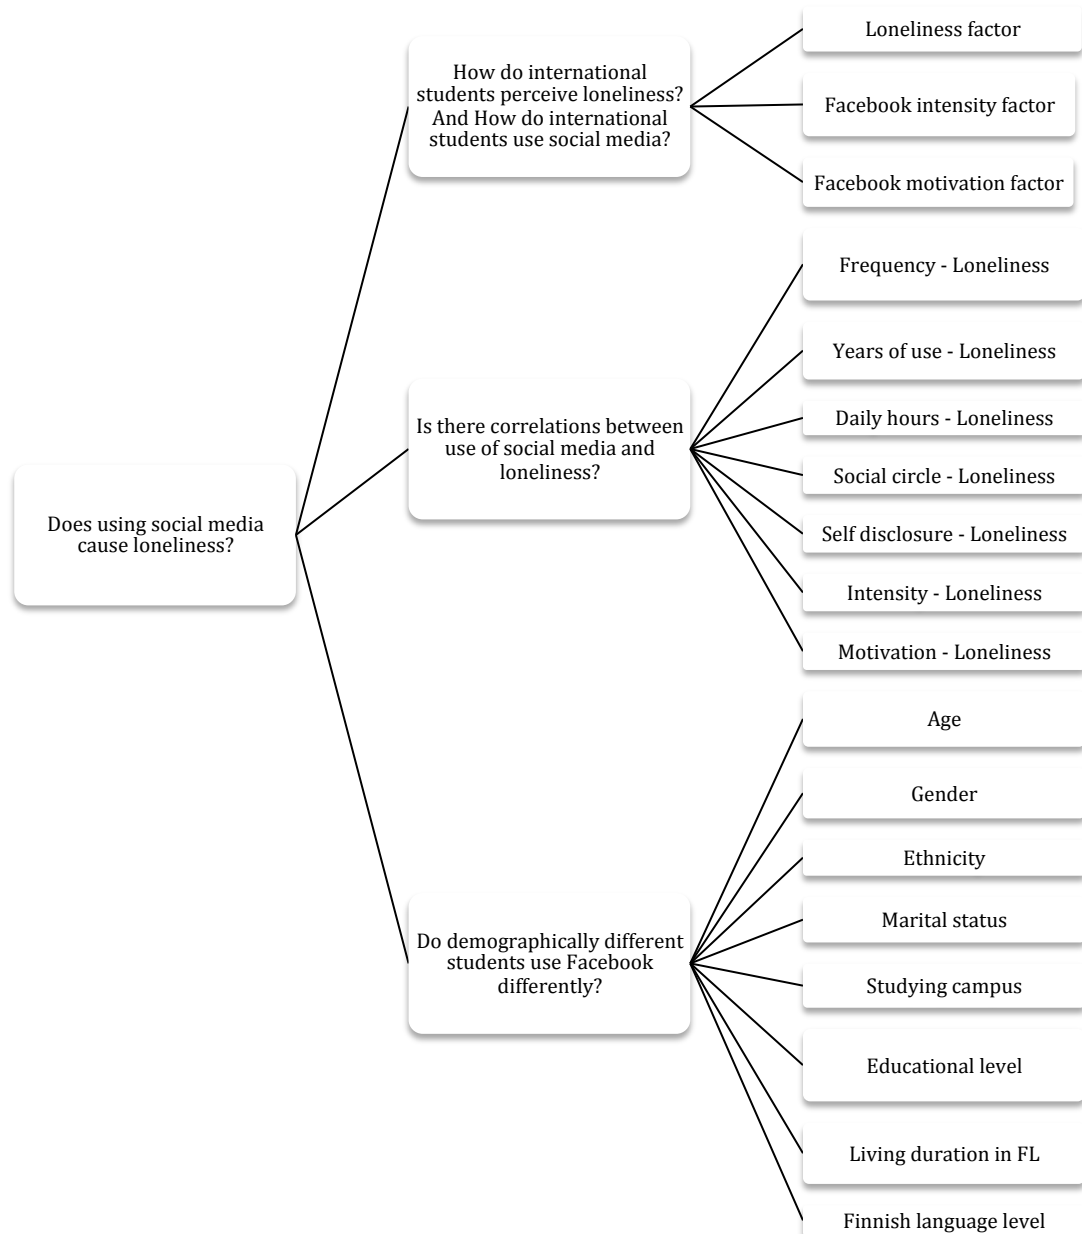 Does using social media
cause loneliness?
How do international
students perceive loneliness?
And How do international
students use social media?
Loneliness factor
Facebook intensity factor
Facebook motivation factor
Is there correlations between
use of social media and
loneliness?
Frequency - Loneliness
Years of use - Loneliness
Daily hours - Loneliness
Social circle - Loneliness
Self disclosure - Loneliness
Intensity - Loneliness
Motivation - Loneliness
Do demographically different
students use Facebook
differently?
Age
Gender
Ethnicity
Marital status
Studying campus
Educational level
Living duration in FL
Finnish language level